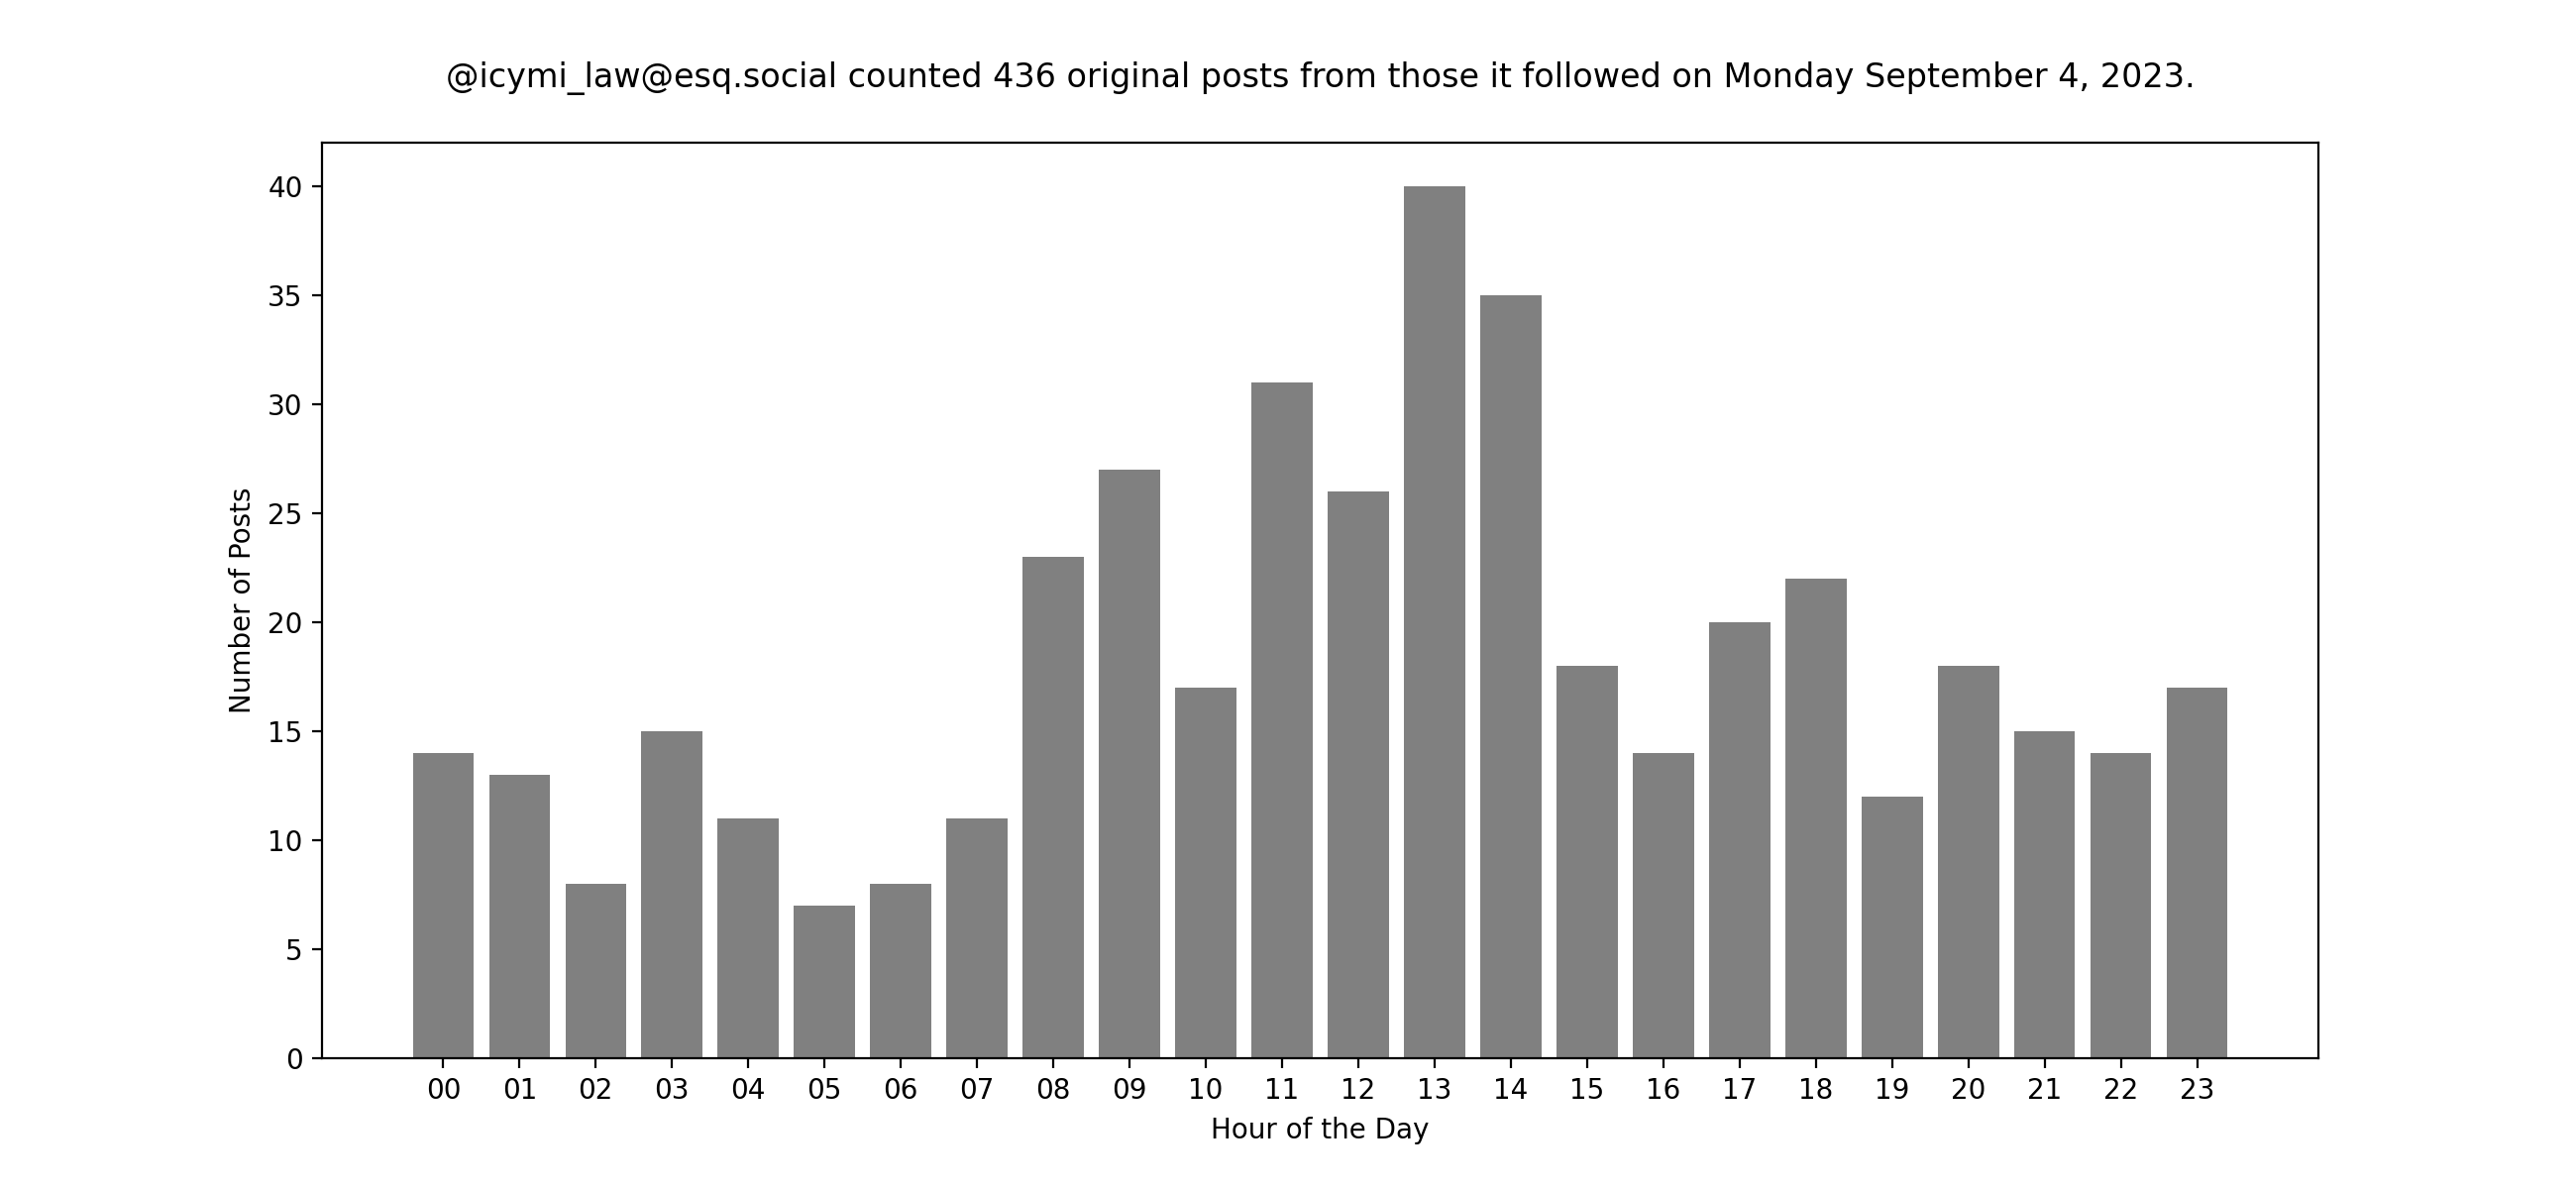 @icymi_law@esq.social counted 436 original posts from those it followed on Monday September 4, 2023.
40
35
30
25
20
15
10
5
0
Number of Posts
00 01 02 03 04 05 06 07 08 09 10 11 12 13 14 15 16 17 18 19 20 21 22 23
Hour of the Day